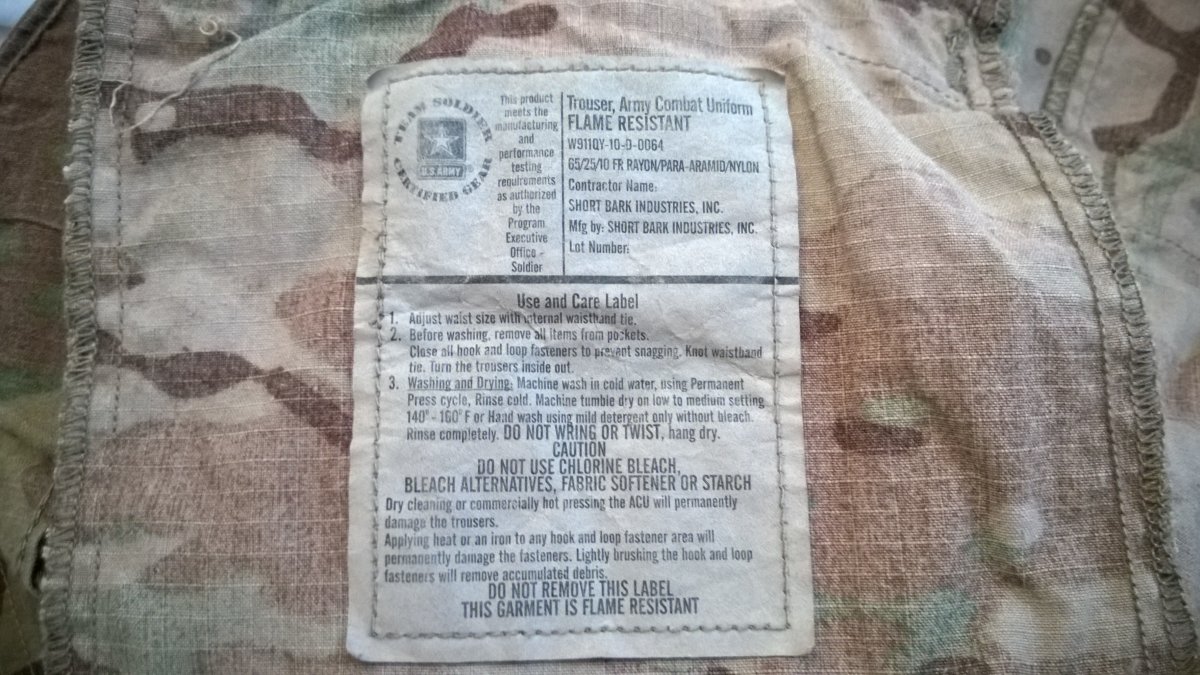 TEAM SOLDIER
U.S. ARMY
CERTIFIED GEAR
This product
meets the
manufacturing
and
performance
testing
requirements
as authorized
by the
Program
Executive
Office -
Soldier
Trouser, Army Combat Uniform
FLAME RESISTANT
W911QY-10-D-0064
65/25/10 FR RAYON/PARA-ARAMID/NYLON
Contractor Name:
SHORT BARK INDUSTRIES, INC.
Mfg by: SHORT BARK INDUSTRIES, INC.
Lot Number:
Use and Care Label
1. Adjust waist size with internal waistband tie.
2. Before washing, remove all items from pockets.
Close all hook and loop fasteners to prevent snagging. Knot waistband
tie. Turn the trousers inside out.
3. Washing and Drying: Machine wash in cold water, using Permanent
Press cycle, Rinse cold. Machine tumble dry on low to medium setting
140° - 160° F or Hand wash using mild detergent only without bleach.
Rinse completely. DO NOT WRING OR TWIST, hang dry.
CAUTION
DO NOT USE CHLORINE BLEACH,
BLEACH ALTERNATIVES, FABRIC SOFTENER OR STARCH
Dry cleaning or commercially hot pressing the ACU will permanently
damage the trousers.
Applying heat or an iron to any hook and loop fastener area will
permanently damage the fasteners. Lightly brushing the hook and loop
fasteners will remove accumulated debris.
DO NOT REMOVE THIS LABEL
THIS GARMENT IS FLAME RESISTANT